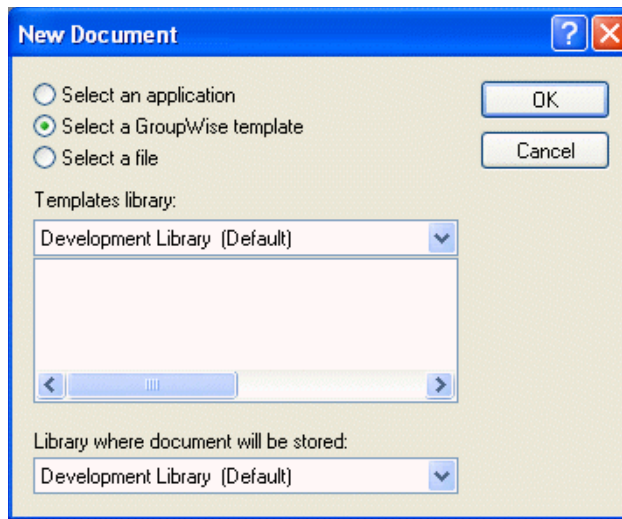 New Document
Select an application
OK
Select a GroupWise template
Select a file
Cancel
Templates library:
Development Library (Default)
Library where document will be stored:
Development Library (Default)